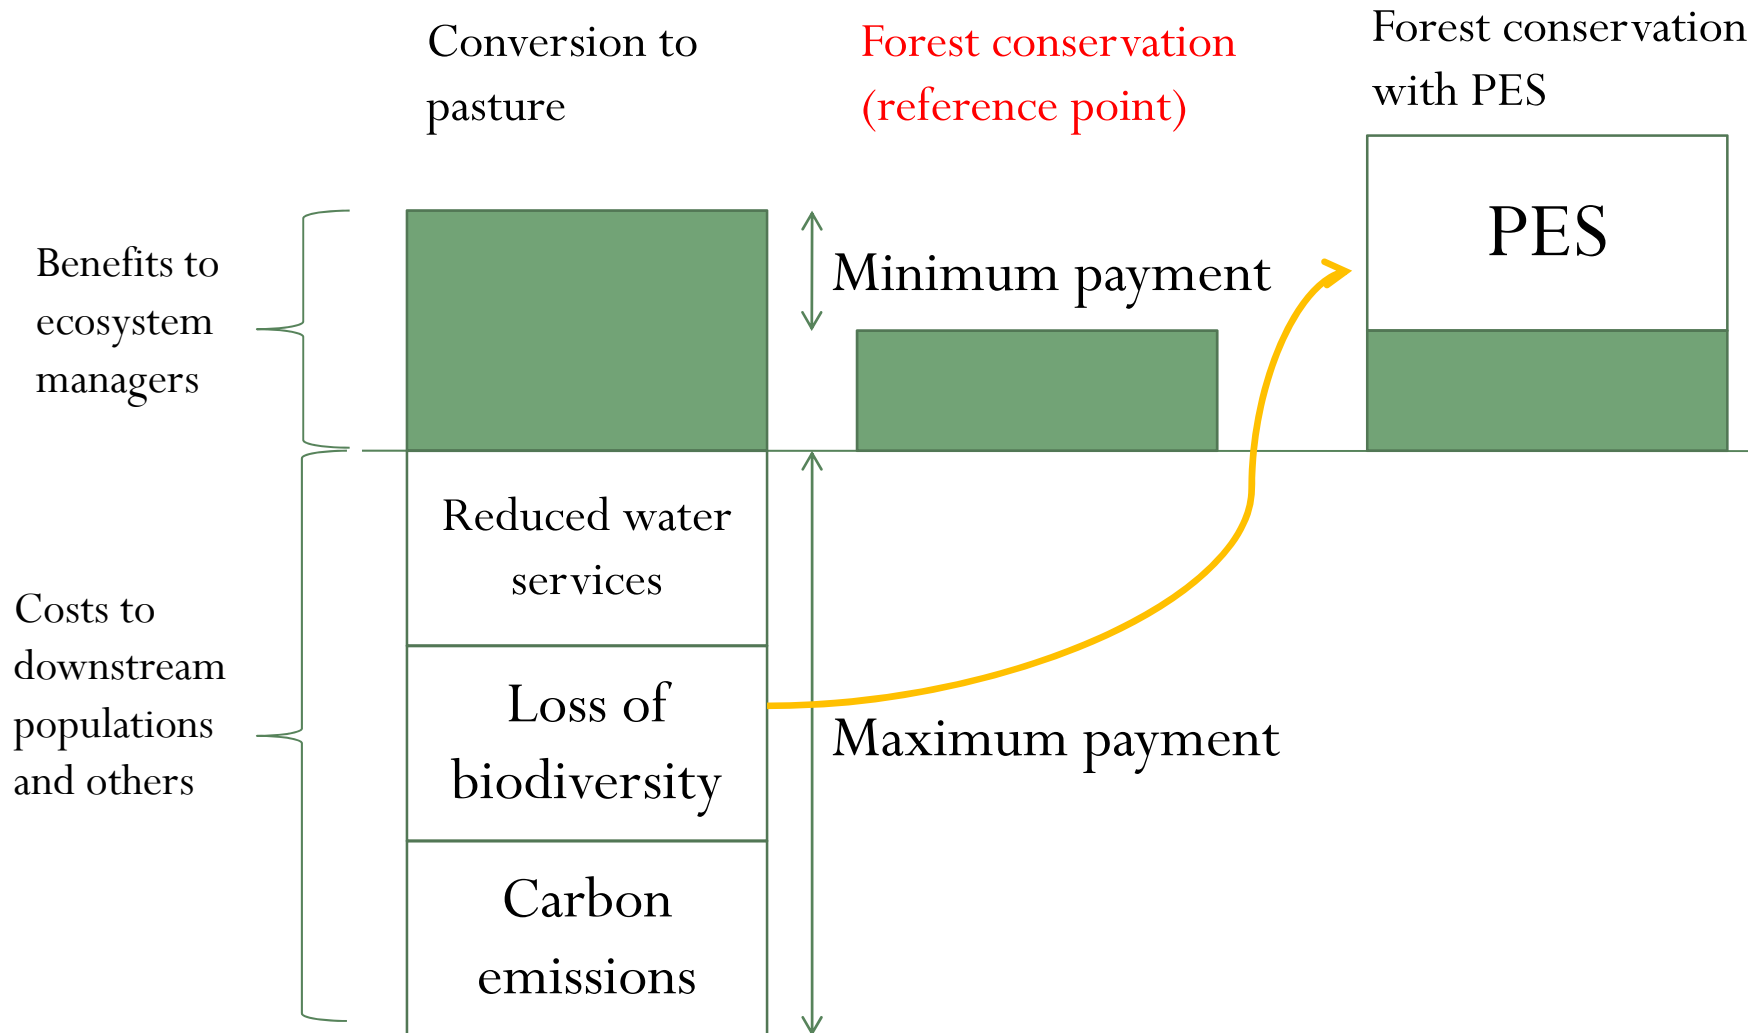 Conversion to
pasture
Forest conservation
(reference point)
Forest conservation
with PES
PES
Benefits to
ecosystem
managers
Minimum payment
Reduced water
services
Costs to
downstream
populations
and others
Loss of
biodiversity
Maximum payment
Carbon
emissions